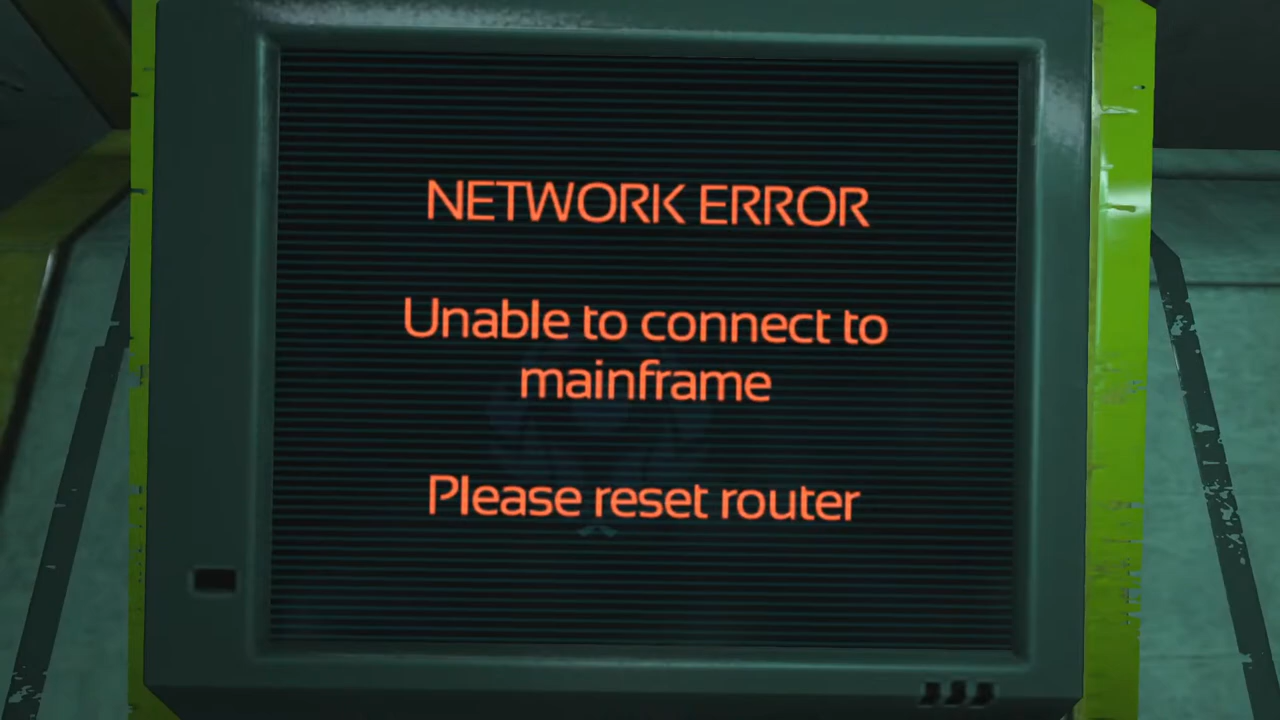 NETWORK ERROR
Unable to connect to
mainframe
Please reset router